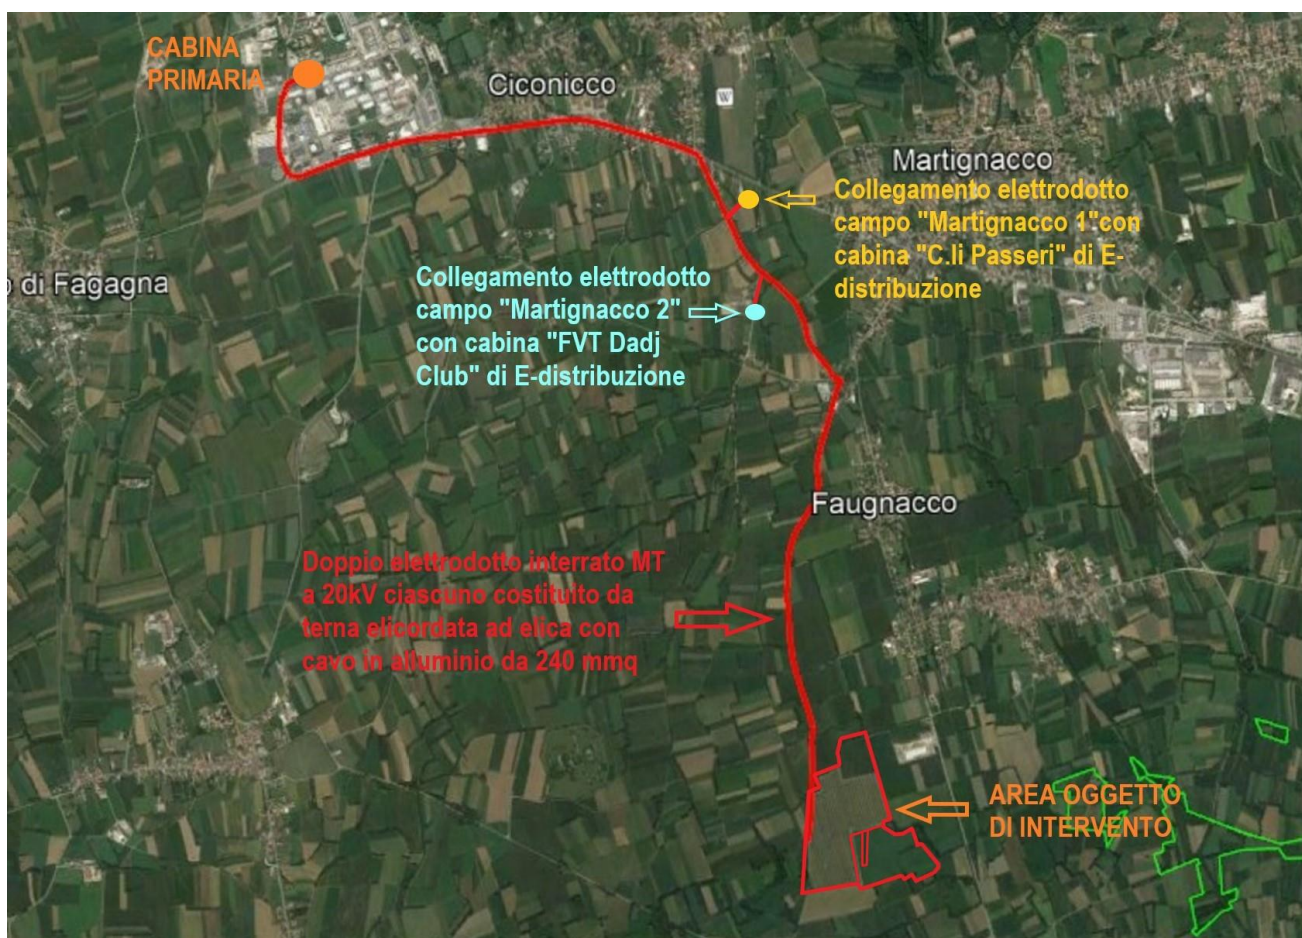 CABINA
PRIMARIA
Ciconicco
W
Martignacco
Collegamento elettrodotto
campo "Martignacco 1"con
cabina "C.li Passeri" di E-
distribuzione
o di Fagagna
Collegamento elettrodotto
campo "Martignacco 2"
con cabina "FVT Dadj
Club" di E-distribuzione
Faugnacco
Doppio elettrodotto interrato MT
a 20kV ciascuno costituito da
terna elicordata ad elica con
cavo in alluminio da 240 mmq
AREA OGGETTO
DI INTERVENTO